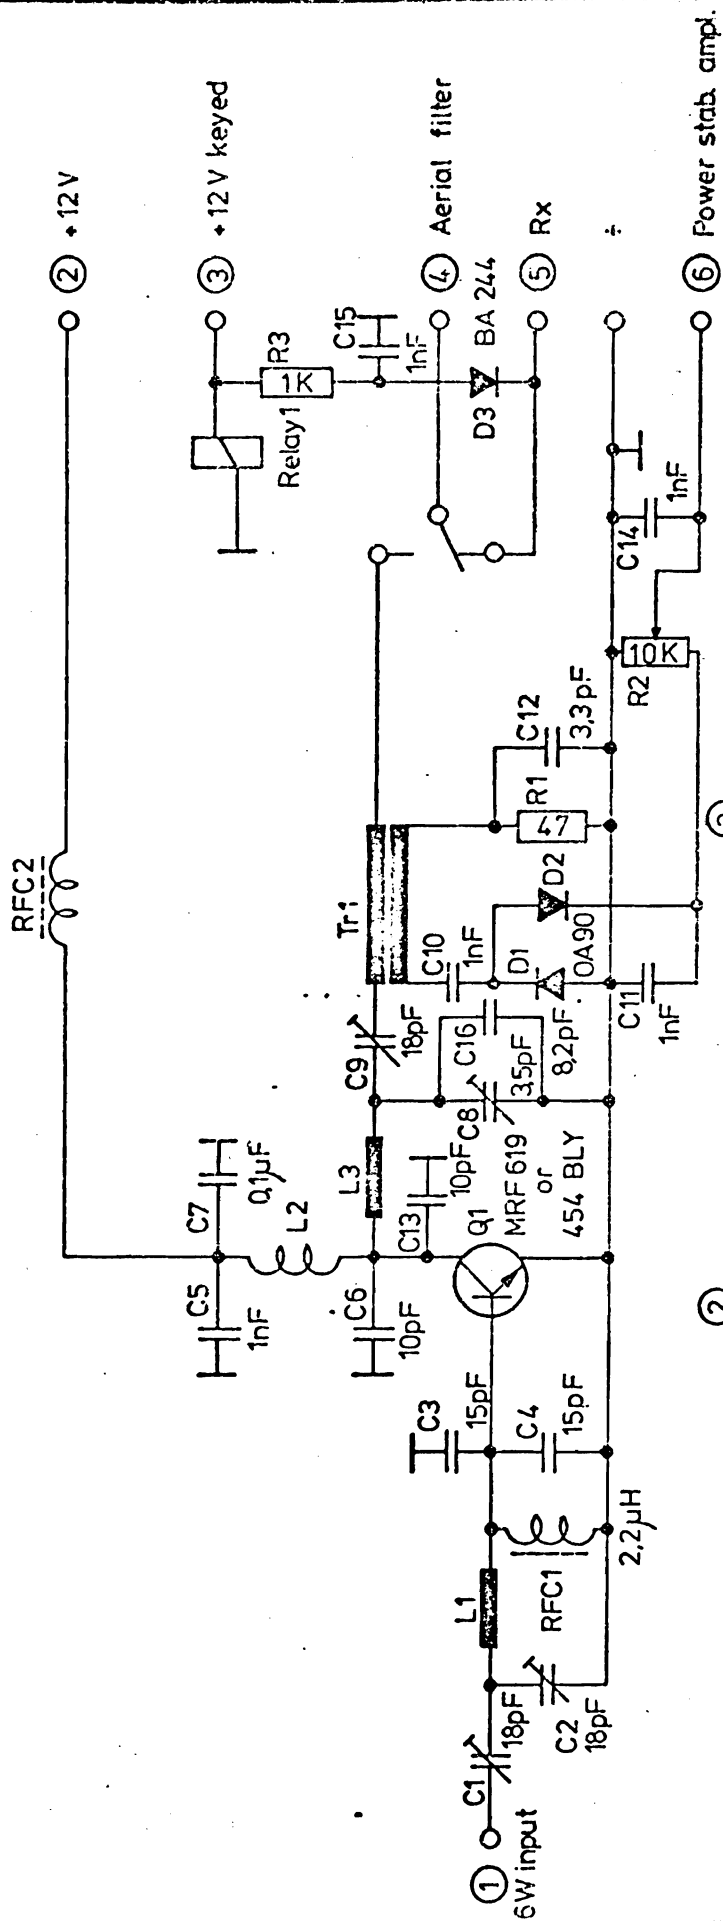 RFC2
② +12V
③ +12V keyed
R3
1K
C15
1nF
Relay1
④ Aerial filter
D3
BA 244
⑤ Rx
÷
⑥ Power stab. ampl.
C7
0,1µF
C5
1nF
L2
C6
10pF
C13
10pF
L3
C9
18pF
Tr1
C10
1nF
C16
8,2pF
C8
3,5pF
D1
OA90
D2
R1
47
C12
3,3pF
C14
1nF
10K
R2
C11
1nF
Q1
MRF 619
or
454 BLY
C3
15pF
C4
15pF
L1
RFC1
2,2µH
C1
18pF
C2
18pF
①
6W input
②